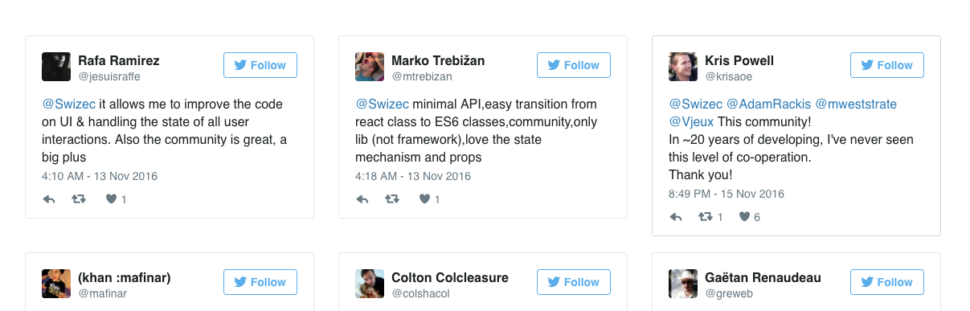 Rafa Ramirez
@jesuisraffe
Follow
@Swizec it allows me to improve the code
on UI & handling the state of all user
interactions. Also the community is great, a
big plus
4:10 AM - 13 Nov 2016
1
Marko Trebižan
@mtrebizan
Follow
@Swizec minimal API,easy transition from
react class to ES6 classes,community,only
lib (not framework),love the state
mechanism and props
4:18 AM - 13 Nov 2016
1
Kris Powell
@krisaoe
Follow
@Swizec @AdamRackis @mweststrate
@Vjeux This community!
In ~20 years of developing, I've never seen
this level of co-operation.
Thank you!
8:49 PM - 15 Nov 2016
1 6
(khan :mafinar)
@mafinar
Follow
Colton Colcleasure
@colshacol
Follow
Gaëtan Renaudeau
@greweb
Follow